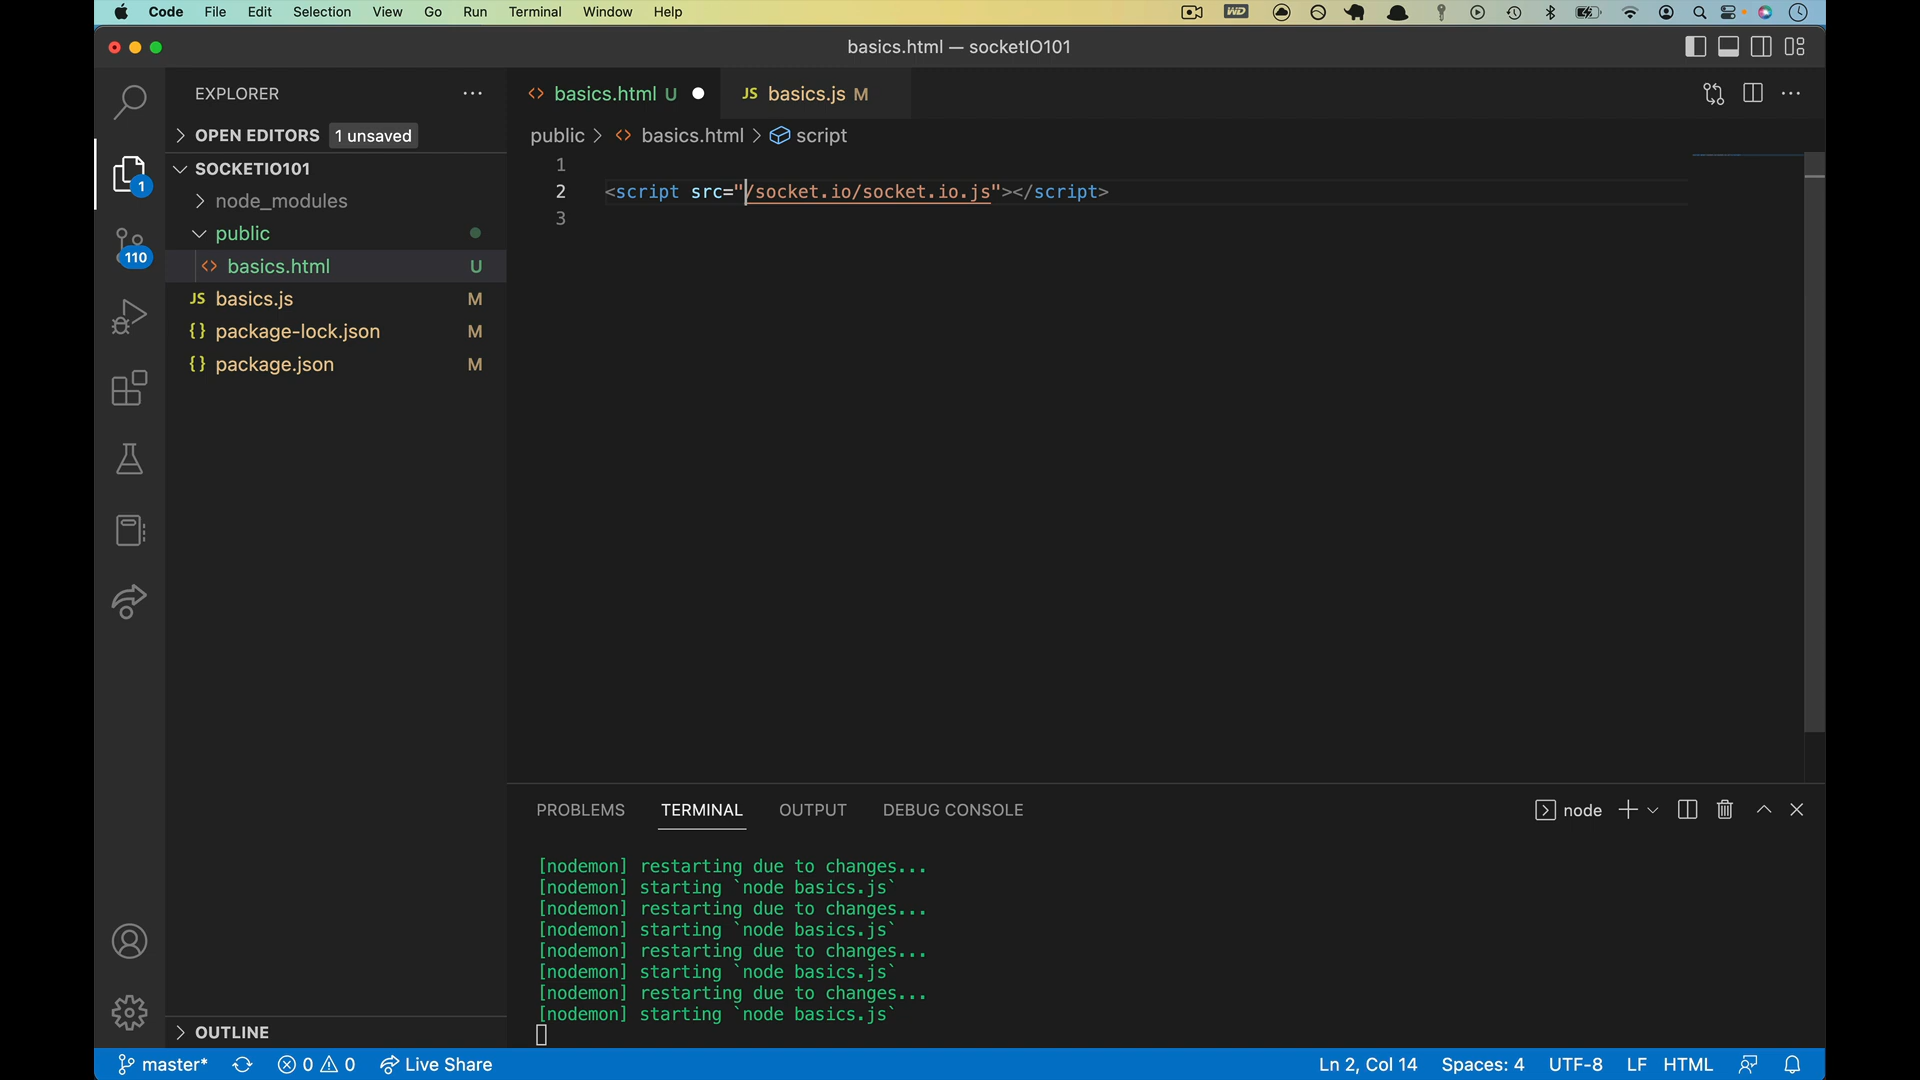 Code File Edit Selection View Go Run Terminal Window Help
basics.html — socketIO101
EXPLORER
OPEN EDITORS 1 unsaved
SOCKETIO101
node_modules
public
basics.html U
JS basics.js M
{} package-lock.json M
{} package.json M
OUTLINE
1
110
basics.html U
JS basics.js M
public > basics.html > script
1
2 <script src="/socket.io/socket.io.js"></script>
3
PROBLEMS TERMINAL OUTPUT DEBUG CONSOLE
node
[nodemon] restarting due to changes...
[nodemon] starting `node basics.js`
[nodemon] restarting due to changes...
[nodemon] starting `node basics.js`
[nodemon] restarting due to changes...
[nodemon] starting `node basics.js`
[nodemon] restarting due to changes...
[nodemon] starting `node basics.js`
master* 0 0 Live Share
Ln 2, Col 14 Spaces: 4 UTF-8 LF HTML